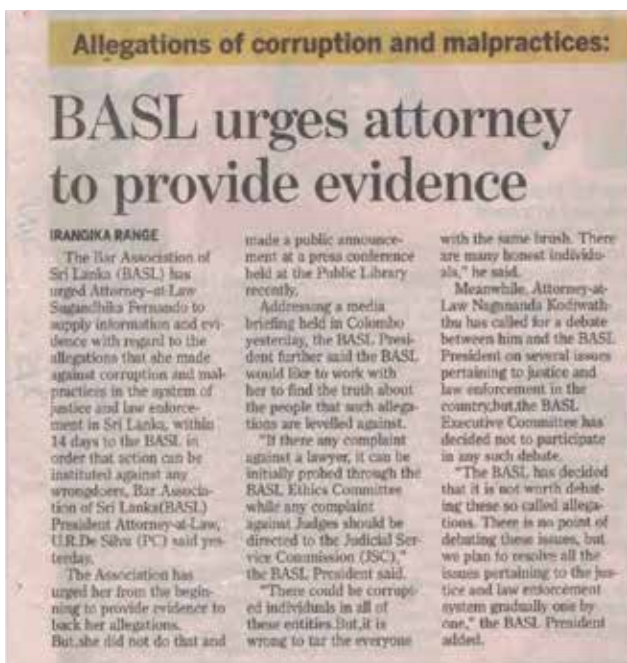 Allegations of corruption and malpractices:
BASL urges attorney
to provide evidence
IRANGIKA RANGE
The Bar Association of
Sri Lanka (BASL) has
urged Attorney-at-Law
Sugandhika Fernando to
supply information and evi-
dence with regard to the
allegations that she made
against corruption and mal-
practices in the system of
justice and law enforce-
ment in Sri Lanka, within
14 days to the BASL in
order that action can be
instituted against any
wrongdoers, Bar Associa-
tion of Sri Lanka(BASL)
President Attorney-at-Law,
U.R.De Silva (PC) said yes-
terday.
The Association has
urged her from the begin-
ning to provide evidence to
back her allegations.
But,she did not do that and
made a public announce-
ment at a press conference
held at the Public Library
recently.
Addressing a media
briefing held in Colombo
yesterday, the BASL Presi-
dent further said the BASL
would like to work with
her to find the truth about
the people that such allega-
tions are levelled against.
"If there any complaint
against a lawyer, it can be
initially probed through the
BASL Ethics Committee
while any complaint
against Judges should be
directed to the Judicial Ser-
vice Commission (JSC),"
the BASL President said.
"There could be corrupt-
ed individuals in all of
these entities.But,it is
wrong to tar the everyone
with the same brush. There
are many honest individu-
als," he said.
Meanwhile, Attorney-at-
Law Nagananda Kodiwath-
thu has called for a debate
between him and the BASL
President on several issues
pertaining to justice and
law enforcement in the
country,but,the BASL
Executive Committee has
decided not to participate
in any such debate.
"The BASL has decided
that it is not worth debat-
ing these so called allega-
tions. There is no point of
debating these issues, but
we plan to resolve all the
issues pertaining to the jus-
tice and law enforcement
system gradually one by
one," the BASL President
added.